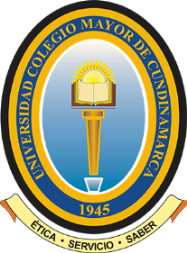 UNIVERSIDAD COLEGIO MAYOR DE CUNDINAMARCA
1945
ÉTICA • SERVICIO • SABER